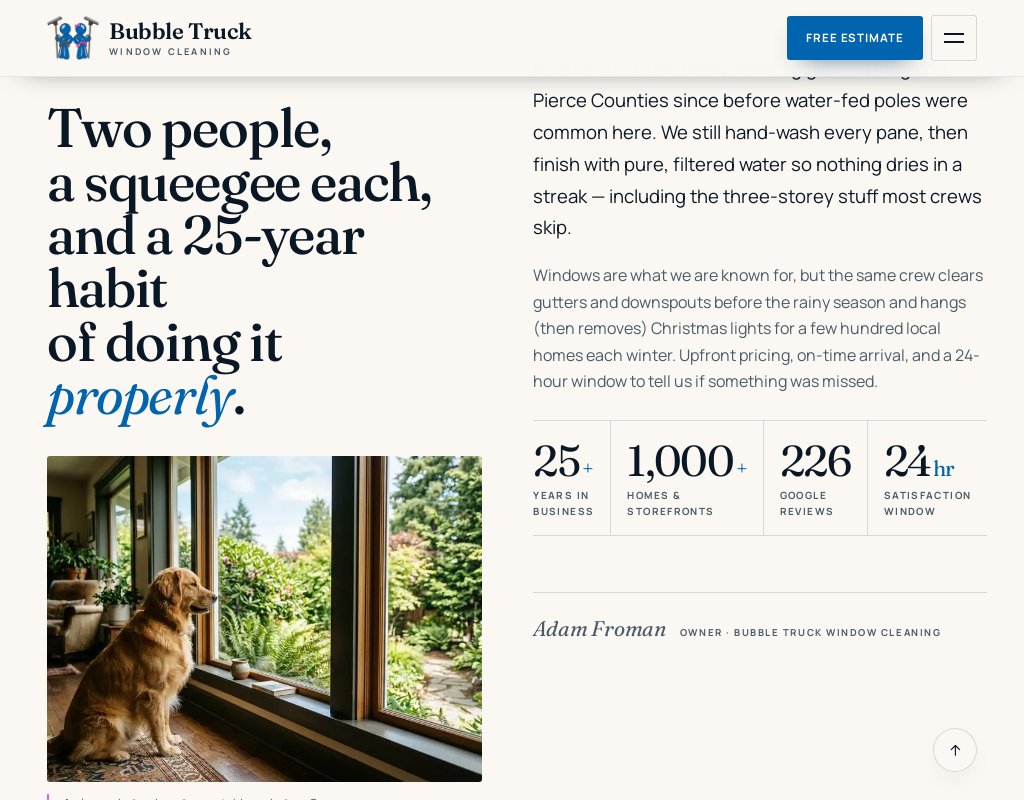 Bubble Truck
WINDOW CLEANING
FREE ESTIMATE
Two people,
a squeegee each,
and a 25-year
habit
of doing it
properly.
Pierce Counties since before water-fed poles were
common here. We still hand-wash every pane, then
finish with pure, filtered water so nothing dries in a
streak — including the three-storey stuff most crews
skip.
Windows are what we are known for, but the same crew clears
gutters and downspouts before the rainy season and hangs
(then removes) Christmas lights for a few hundred local
homes each winter. Upfront pricing, on-time arrival, and a 24-
hour window to tell us if something was missed.
25+
YEARS IN
BUSINESS
1,000+
HOMES &
STOREFRONTS
226
GOOGLE
REVIEWS
24hr
SATISFACTION
WINDOW
Adam Froman OWNER · BUBBLE TRUCK WINDOW CLEANING